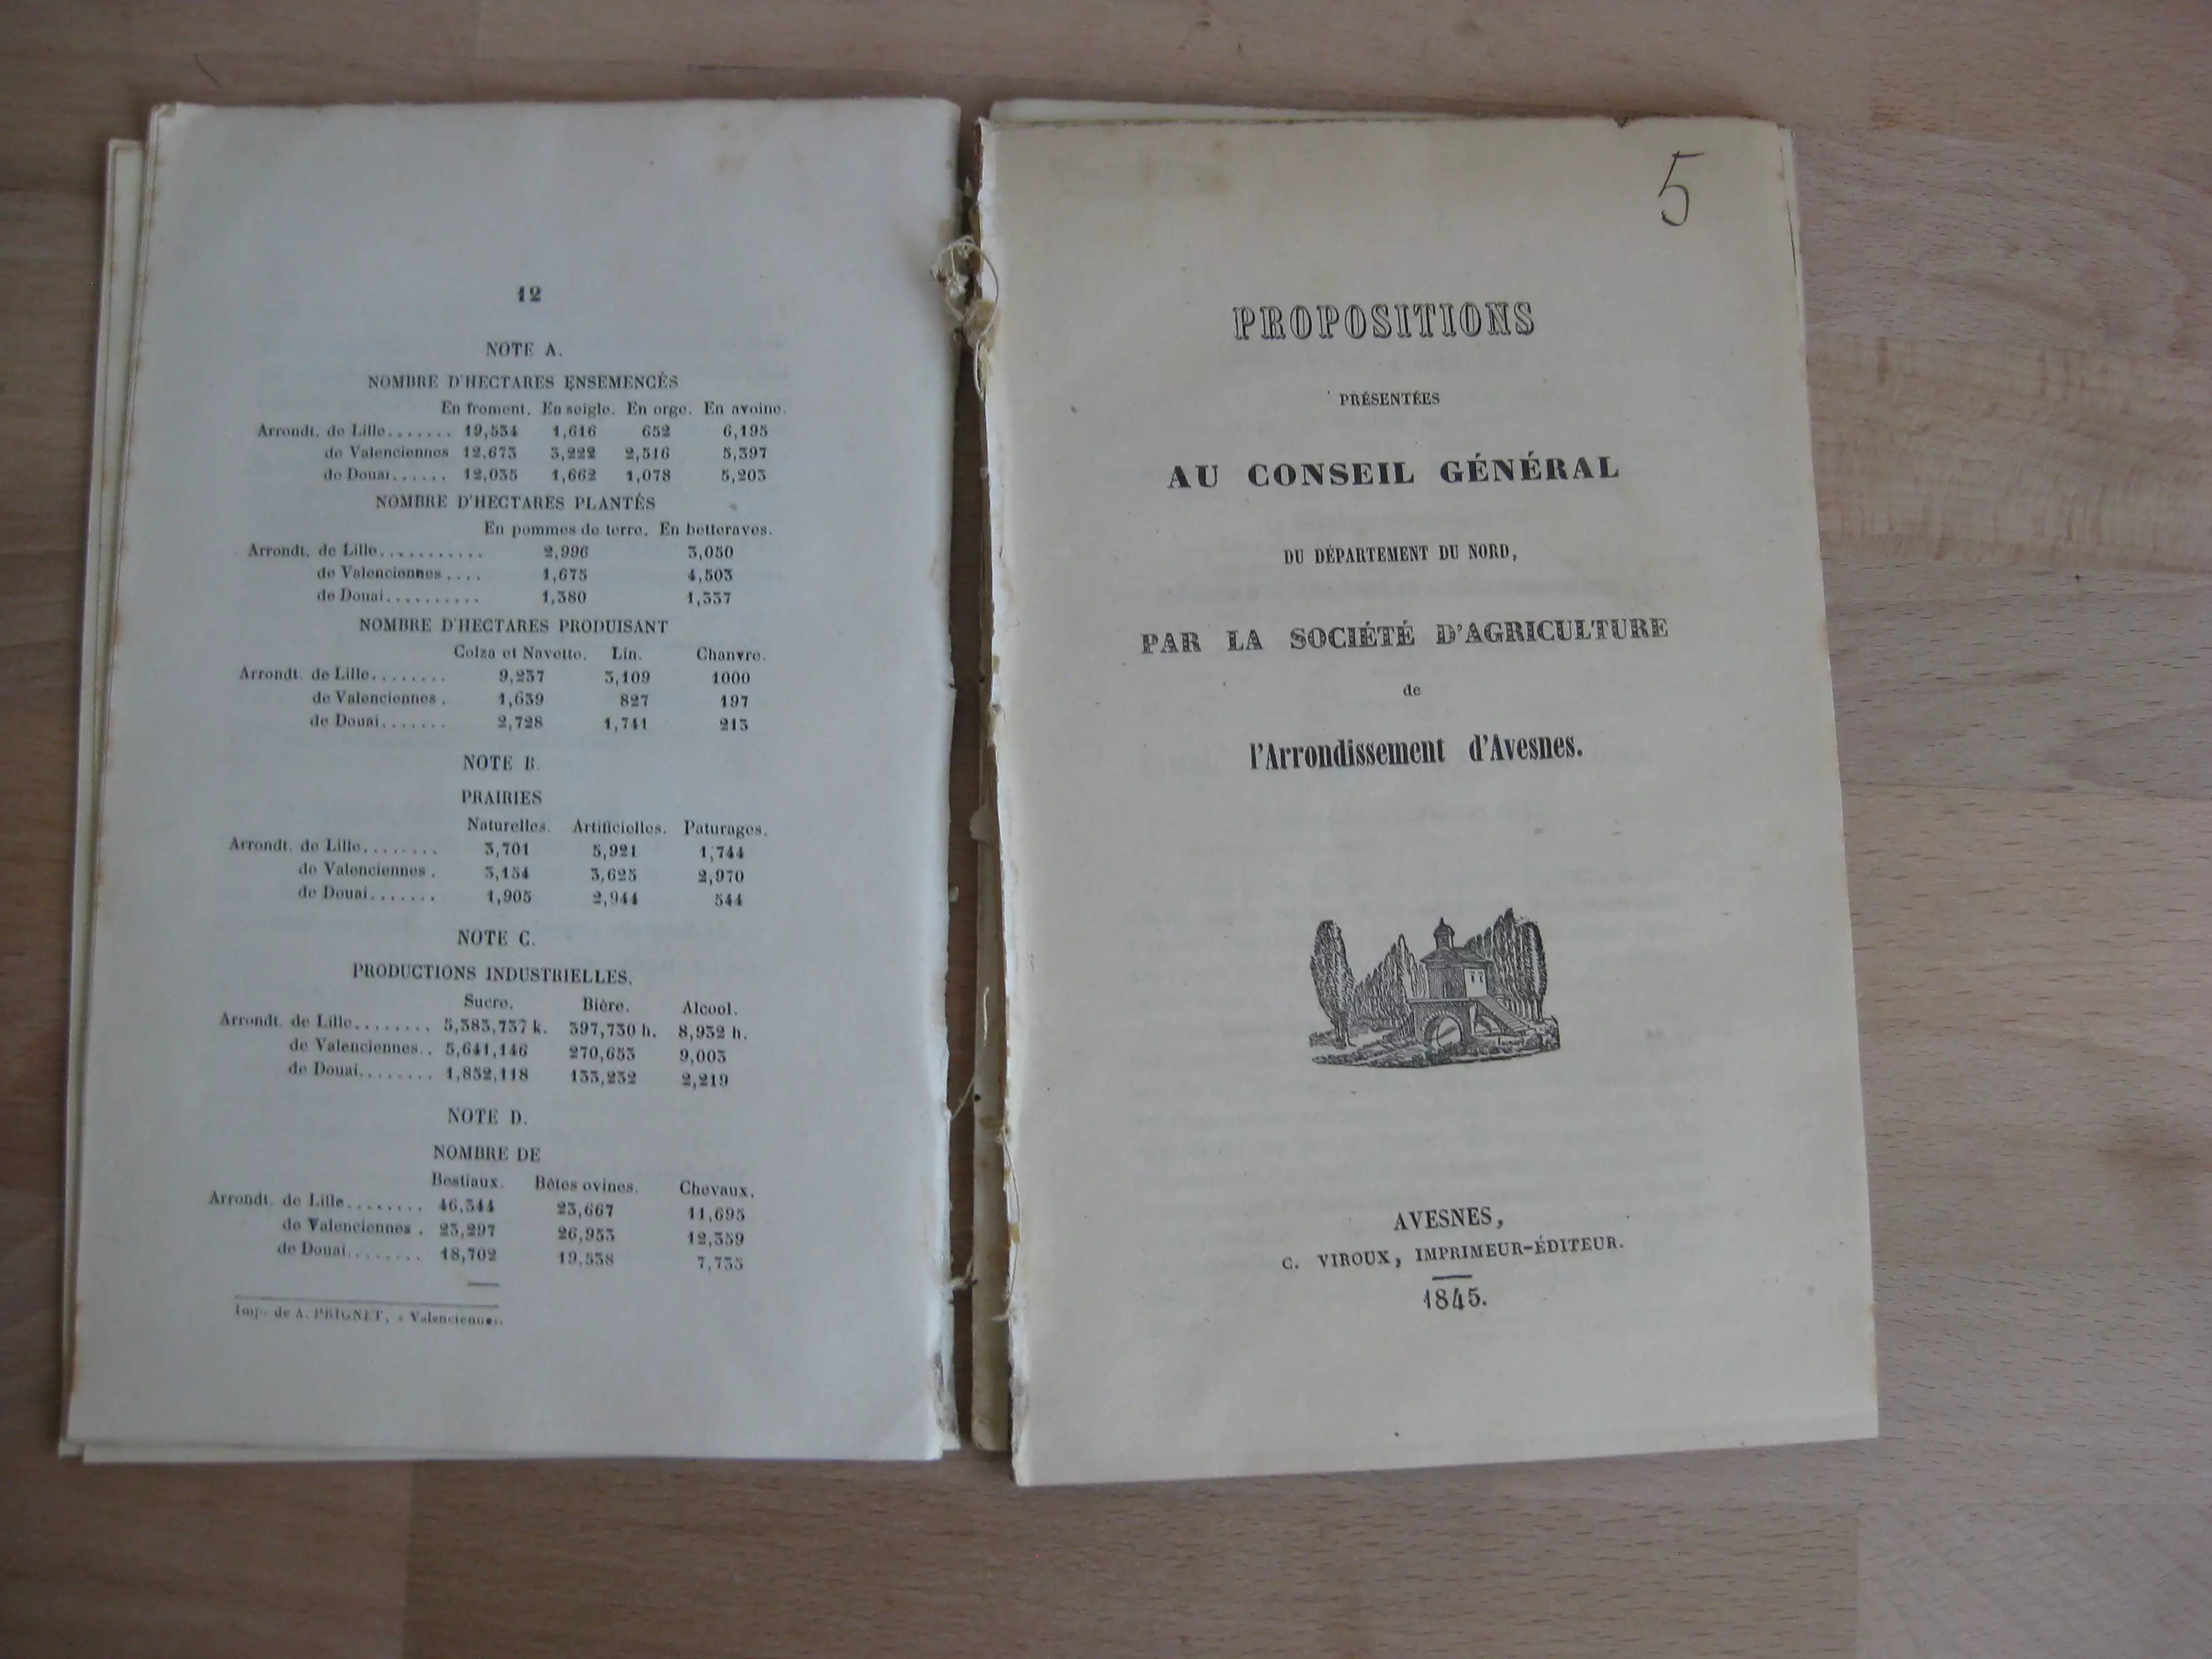 12
NOTE A.
NOMBRE D'HECTARES ENSEMENCÉS
En froment. En seigle. En orge. En avoine.
Arrondt. de Lille....... 19,534 1,616 652 6,195
de Valenciennes 12,673 3,222 2,516 5,397
de Douai...... 12,035 1,662 1,078 5,203
NOMBRE D'HECTARES PLANTÉS
En pommes de terre. En betteraves.
Arrondt. de Lille........... 2,996 3,050
de Valenciennes .... 1,675 4,503
de Douai.......... 1,380 1,337
NOMBRE D'HECTARES PRODUISANT
Colza et Navette. Lin. Chanvre.
Arrondt. de Lille........ 9,237 3,109 1000
de Valenciennes . 1,639 827 197
de Douai....... 2,728 1,741 213
NOTE B.
PRAIRIES
Naturelles. Artificielles. Paturages.
Arrondt. de Lille........ 3,701 5,921 1,744
de Valenciennes . 3,154 3,625 2,970
de Douai....... 1,905 2,944 544
NOTE C.
PRODUCTIONS INDUSTRIELLES.
Sucre. Bière. Alcool.
Arrondt. de Lille........ 5,383,737 k. 397,730 h. 8,932 h.
de Valenciennes.. 5,641,146 270,653 9,003
de Douai........ 1,852,118 133,232 2,219
NOTE D.
NOMBRE DE
Bestiaux. Bêtes ovines. Chevaux.
Arrondt. de Lille........ 46,344 23,667 11,695
de Valenciennes . 23,297 26,953 12,359
de Douai........ 18,702 19,538 7,735
Imp. de A. PRIGNET, à Valenciennes.
5
PROPOSITIONS
PRÉSENTÉES
AU CONSEIL GÉNÉRAL
DU DÉPARTEMENT DU NORD,
PAR LA SOCIÉTÉ D'AGRICULTURE
de
l'Arrondissement d'Avesnes.
AVESNES,
C. VIROUX, IMPRIMEUR-ÉDITEUR.
1845.